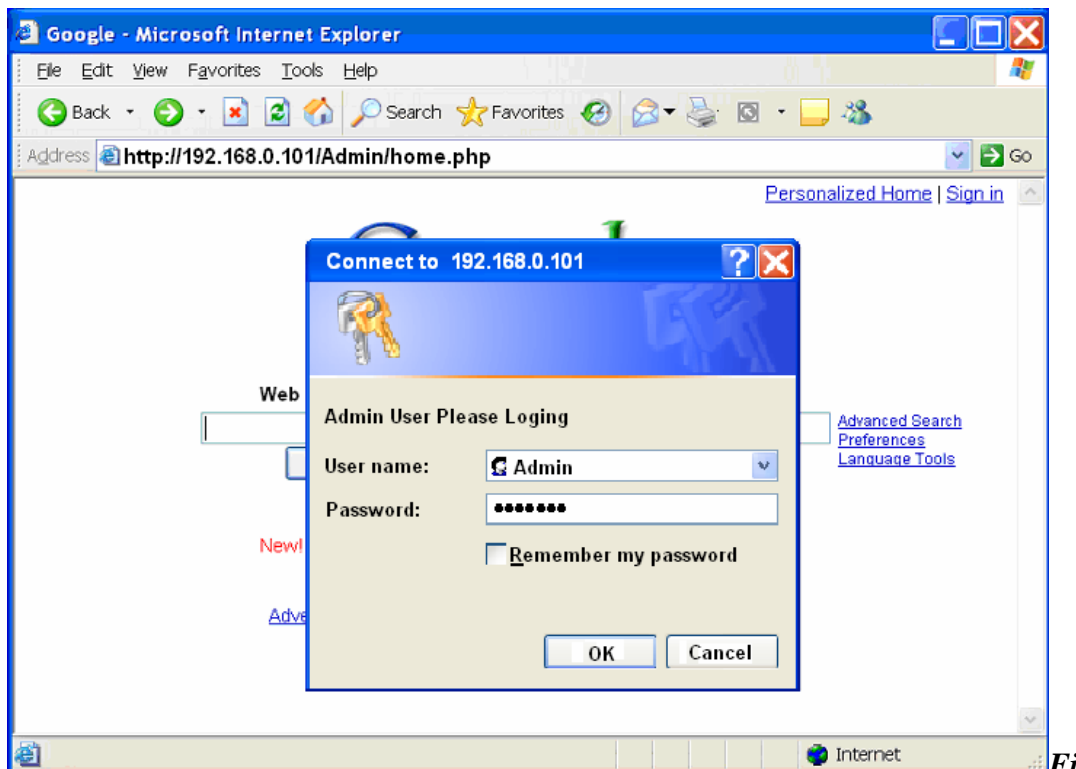 Google - Microsoft Internet Explorer
File Edit View Favorites Tools Help
Back Search Favorites
Address http://192.168.0.101/Admin/home.php Go
Personalized Home | Sign in
Connect to 192.168.0.101
Web
Admin User Please Loging
Advanced Search
Preferences
Language Tools
User name: Admin
Password: •••••••
New!
Remember my password
Adve
OK Cancel
Internet
Fi